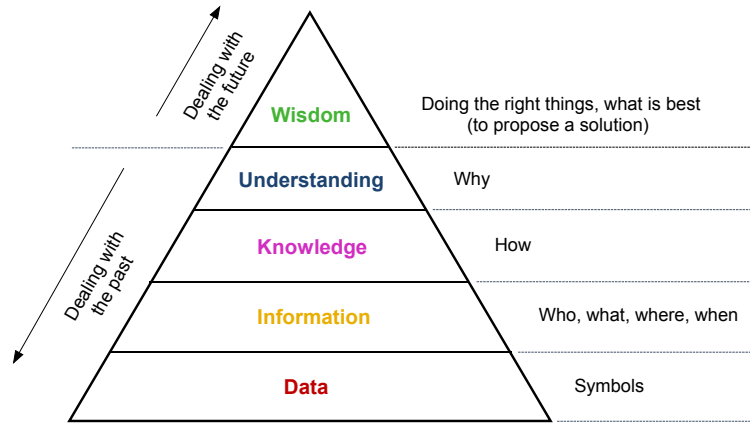 Dealing with
the future
Wisdom
Doing the right things, what is best
(to propose a solution)
Understanding
Why
Dealing with
the past
Knowledge
How
Information
Who, what, where, when
Data
Symbols